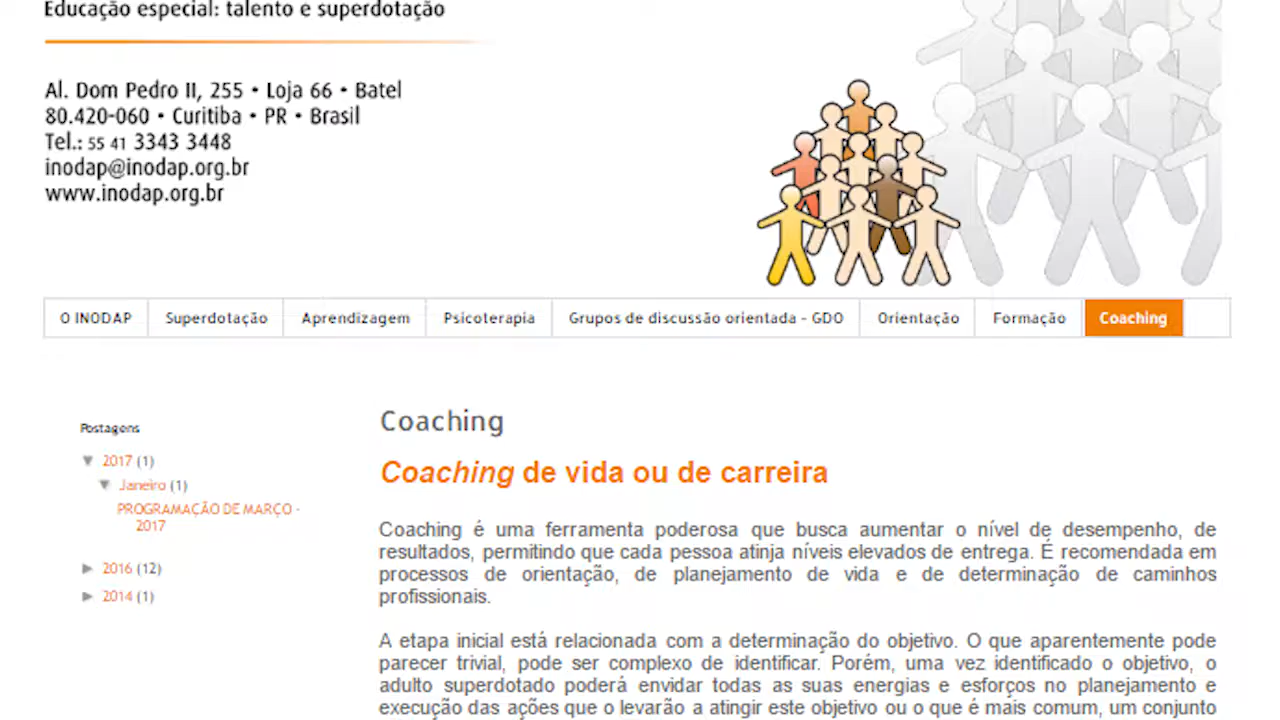 Educação especial: talento e superdotação
Al. Dom Pedro II, 255 • Loja 66 • Batel
80.420-060 • Curitiba • PR • Brasil
Tel.: 55 41 3343 3448
inodap@inodap.org.br
www.inodap.org.br
O INODAP Superdotação Aprendizagem Psicoterapia Grupos de discussão orientada - GDO Orientação Formação Coaching
Postagens
▼ 2017 (1)
▼ Janeiro (1)
PROGRAMAÇÃO DE MARÇO -
2017
► 2016 (12)
► 2014 (1)
Coaching
Coaching de vida ou de carreira
Coaching é uma ferramenta poderosa que busca aumentar o nível de desempenho, de
resultados, permitindo que cada pessoa atinja níveis elevados de entrega. É recomendada em
processos de orientação, de planejamento de vida e de determinação de caminhos
profissionais.
A etapa inicial está relacionada com a determinação do objetivo. O que aparentemente pode
parecer trivial, pode ser complexo de identificar. Porém, uma vez identificado o objetivo, o
adulto superdotado poderá envidar todas as suas energias e esforços no planejamento e
execução das ações que o levarão a atingir este objetivo ou o que é mais comum, um conjunto